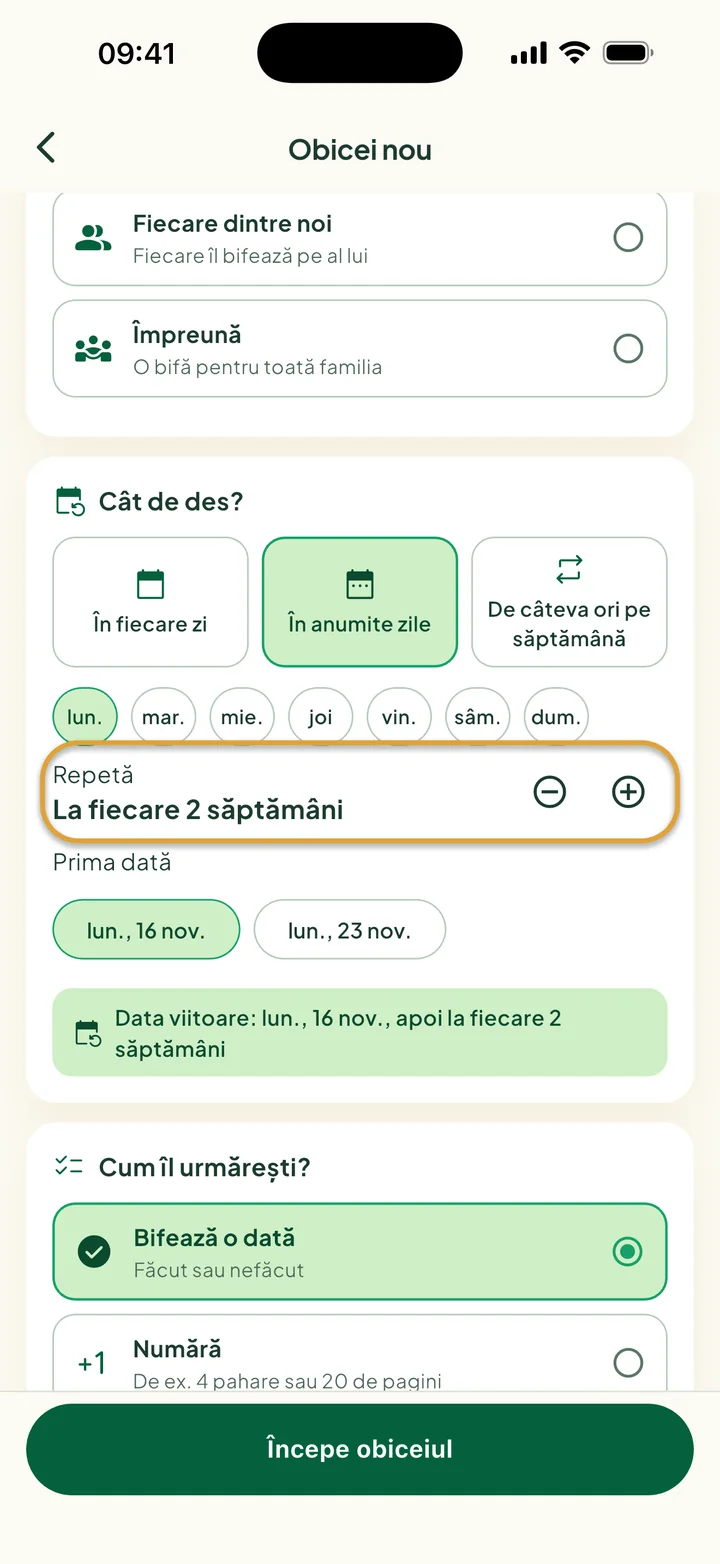 09:41
Obicei nou
Fiecare dintre noi
Fiecare îl bifează pe al lui
Împreună
O bifă pentru toată familia
Cât de des?
În fiecare zi
În anumite zile
De câteva ori pe
săptămână
lun.
mar.
mie.
joi
vin.
sâm.
dum.
Repetă
La fiecare 2 săptămâni
Prima dată
lun., 16 nov.
lun., 23 nov.
Data viitoare: lun., 16 nov., apoi la fiecare 2
săptămâni
Cum îl urmărești?
Bifează o dată
Făcut sau nefăcut
+1
Numără
De ex. 4 pahare sau 20 de pagini
Începe obiceiul